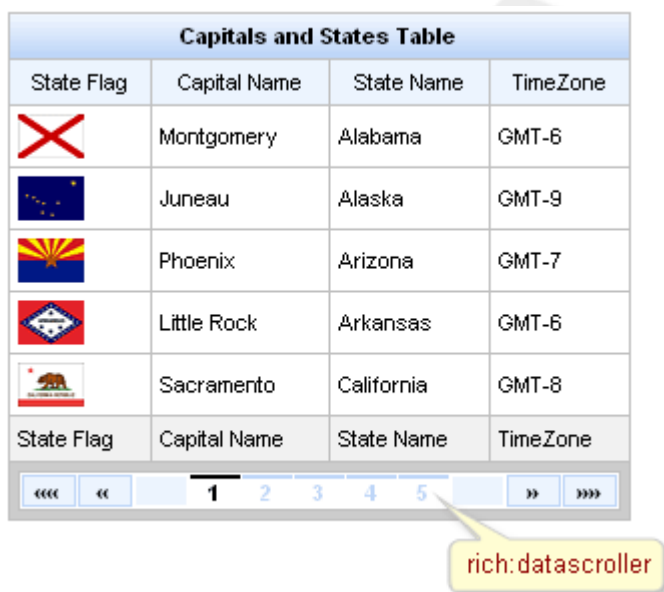 Capitals and States Table
State Flag Capital Name State Name TimeZone
Montgomery Alabama GMT-6
Juneau Alaska GMT-9
Phoenix Arizona GMT-7
Little Rock Arkansas GMT-6
Sacramento California GMT-8
State Flag Capital Name State Name TimeZone
«« « 1 2 3 4 5 » »»
rich:datascroller